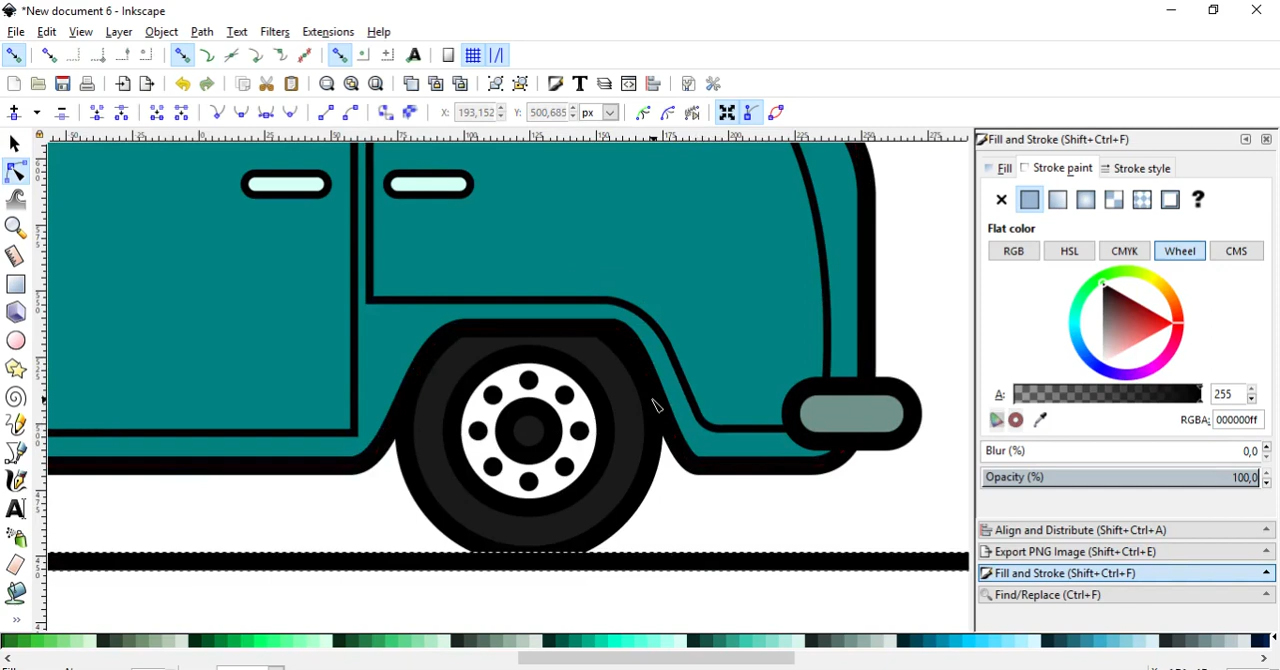 *New document 6 - Inkscape
File Edit View Layer Object Path Text Filters Extensions Help
X: 193,152 Y: 500,685 px
Fill and Stroke (Shift+Ctrl+F)
Fill Stroke paint Stroke style
Flat color
RGB HSL CMYK Wheel CMS
A: 255
RGBA: 000000ff
Blur (%) 0,0
Opacity (%) 100,0
Align and Distribute (Shift+Ctrl+A)
Export PNG Image (Shift+Ctrl+E)
Fill and Stroke (Shift+Ctrl+F)
Find/Replace (Ctrl+F)